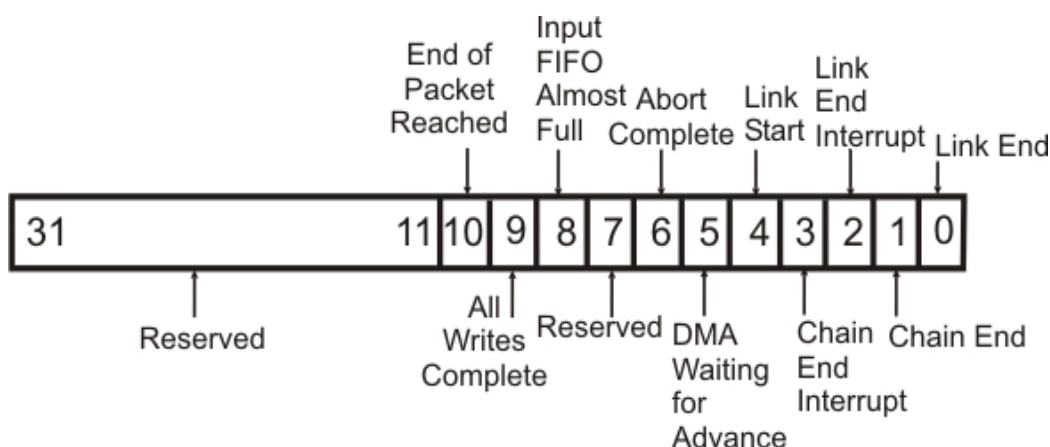 End of
Packet
Reached
Input
FIFO
Almost
Full
Abort
Complete
Link
Start
Link
End
Interrupt
Link End
31 11 10 9 8 7 6 5 4 3 2 1 0
Reserved
All
Writes
Complete
Reserved
DMA
Waiting
for
Advance
Chain
End
Interrupt
Chain End